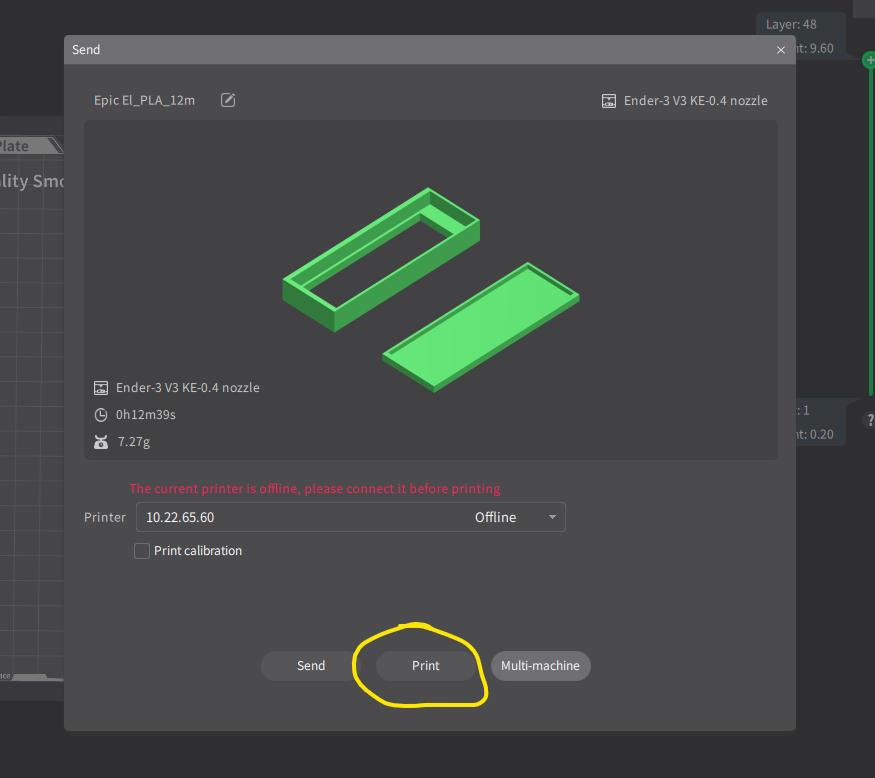 Layer: 48
Send
nt: 9.60
Epic El_PLA_12m
Ender-3 V3 KE-0.4 nozzle
Plate
lity Smo
Ender-3 V3 KE-0.4 nozzle
0h12m39s
: 1
?
nt: 0.20
7.27g
The current printer is offline, please connect it before printing
Printer 10.22.65.60 Offline
Print calibration
Send Print Multi-machine